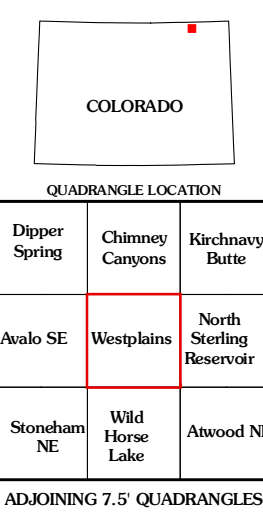 COLORADO
QUADRANGLE LOCATION
Dipper
Spring
Chimney
Canyons
Kirchnavy
Butte
Avalo SE
Westplains
North
Sterling
Reservoir
Stoneham
NE
Wild
Horse
Lake
Atwood
ADJOINING 7.5' QUADRANGLES